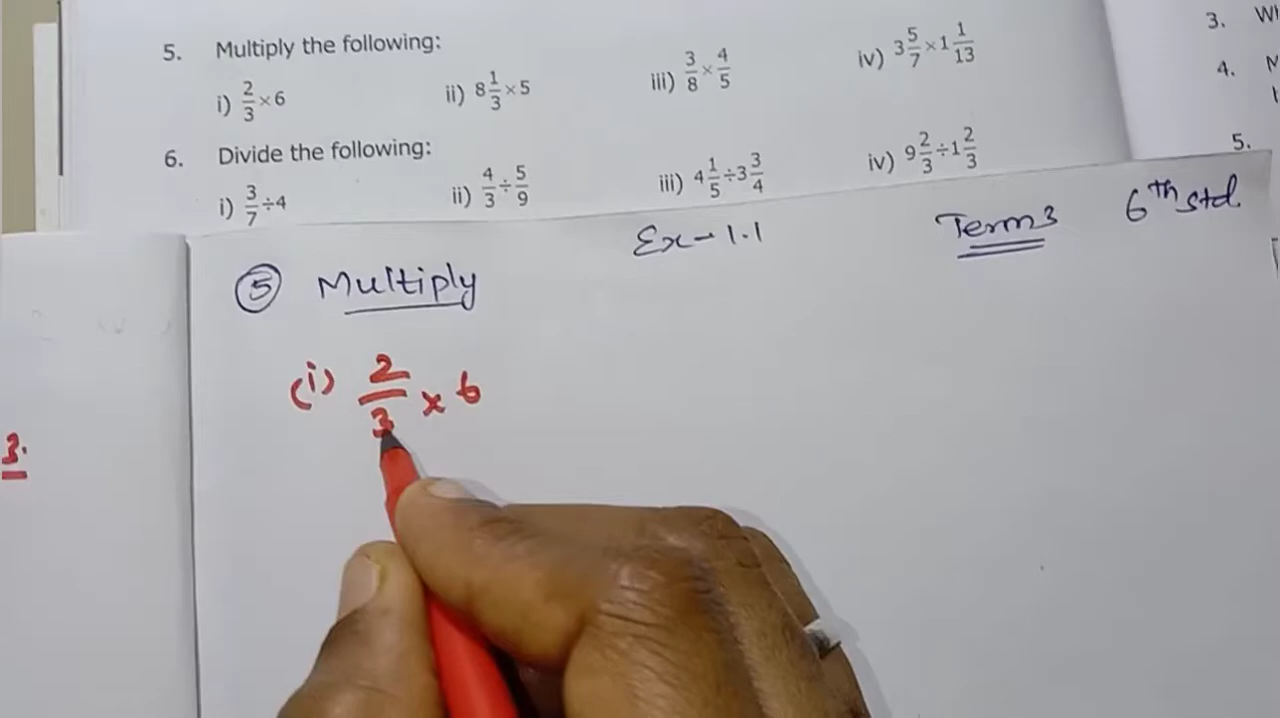 5. Multiply the following:
i) 2/3 × 6 ii) 8 1/3 × 5 iii) 3/8 × 4/5 iv) 3 5/7 × 1 1/13
6. Divide the following:
i) 3/7 ÷ 4 ii) 4/3 ÷ 5/9 iii) 4 1/5 ÷ 3 3/4 iv) 9 2/3 ÷ 1 2/3
3.
4.
5.
Ex - 1.1 Term 3 6th std.
5 Multiply
(i) 2/3 × 6
3.